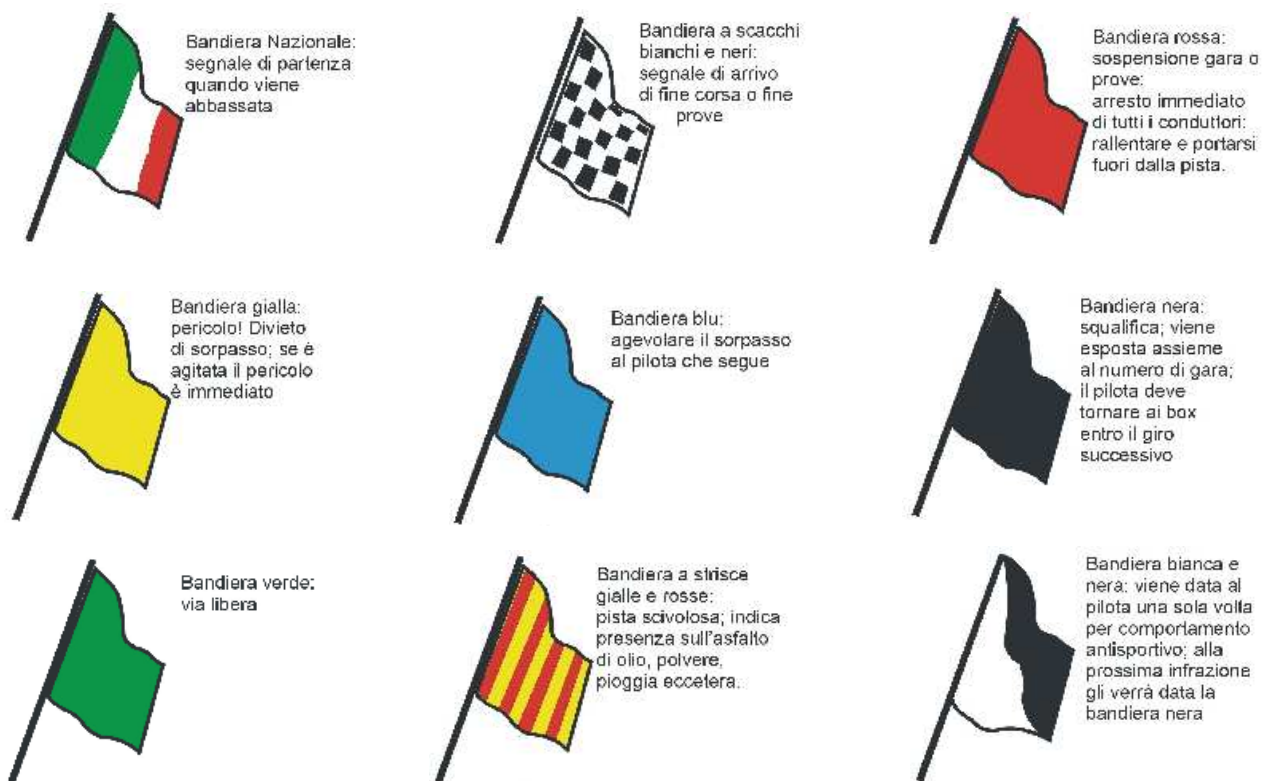 Bandiera Nazionale:
segnale di partenza
quando viene
abbassata
Bandiera a scacchi
bianchi e neri:
segnale di arrivo
di fine corsa o fine
prove
Bandiera rossa:
sospensione gara o
prove:
arresto immediato
di tutti i conduttori:
rallentare e portarsi
fuori dalla pista.
Bandiera gialla:
pericolo! Divieto
di sorpasso; se è
agitata il pericolo
è immediato
Bandiera blu:
agevolare il sorpasso
al pilota che segue
Bandiera nera:
squalifica; viene
esposta assieme
al numero di gara;
il pilota deve
tornare ai box
entro il giro
successivo
Bandiera verde:
via libera
Bandiera a strisce
gialle e rosse:
pista scivolosa; indica
presenza sull'asfalto
di olio, polvere,
pioggia eccetera.
Bandiera bianca e
nera: viene data al
pilota una sola volta
per comportamento
antisportivo; alla
prossima infrazione
gli verrà data la
bandiera nera